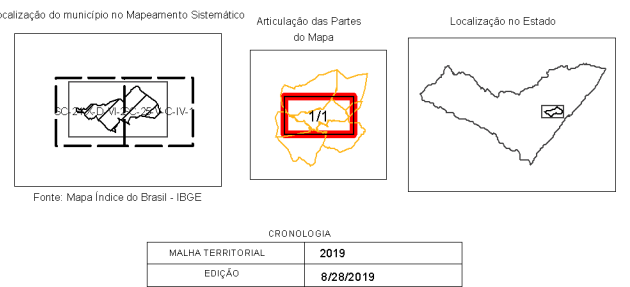 ocalização do município no Mapeamento Sistemático
Articulação das Partes
do Mapa
Localização no Estado
1/1
Fonte: Mapa Índice do Brasil - IBGE
CRONOLOGIA
MALHA TERRITORIAL 2019
EDIÇÃO 8/28/2019